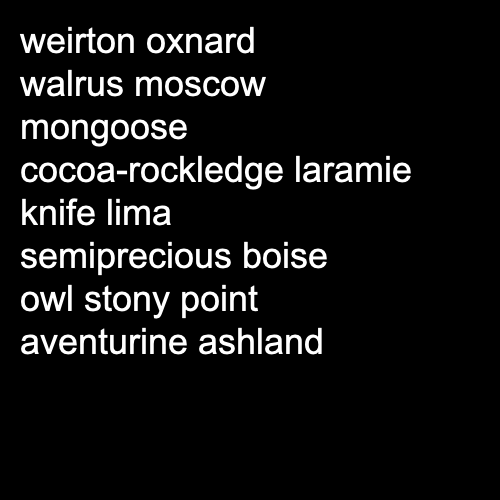 weirton oxnard
walrus moscow
mongoose
cocoa-rockledge laramie
knife lima
semiprecious boise
owl stony point
aventurine ashland